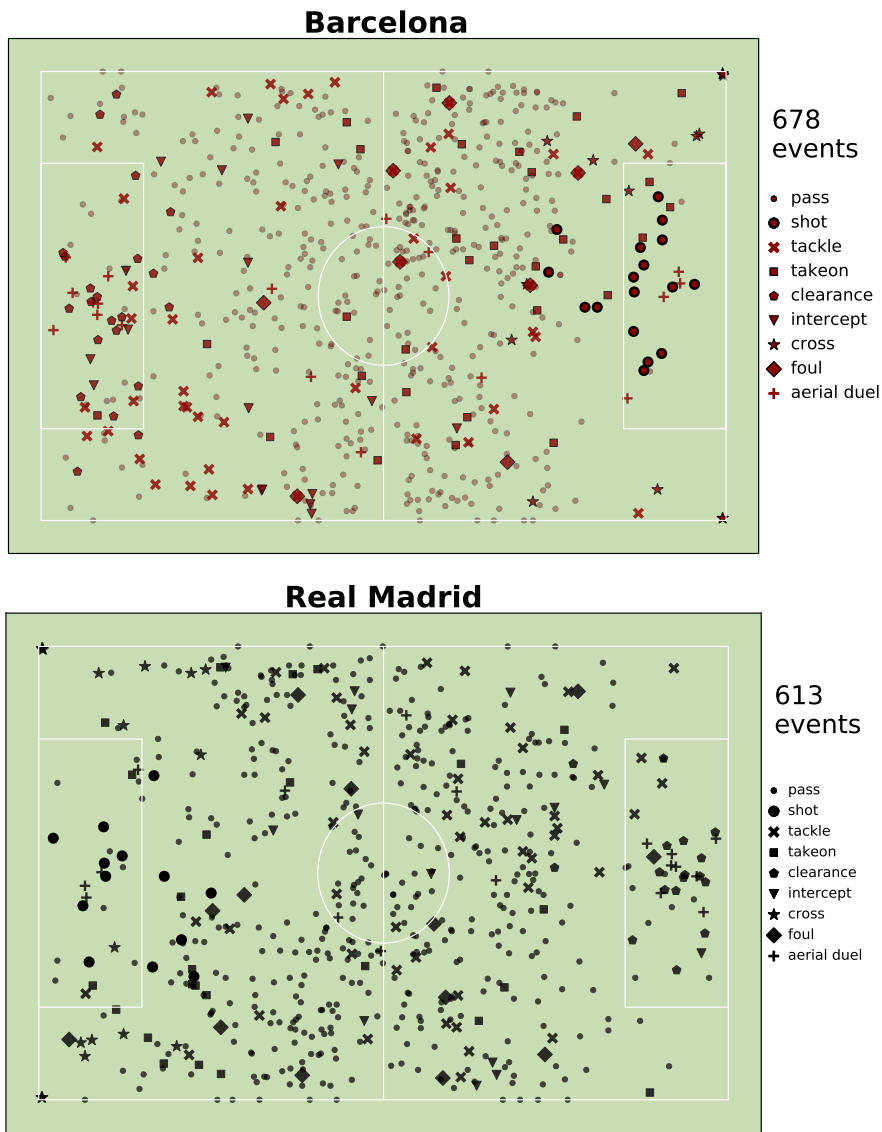 Barcelona
678
events
pass
shot
tackle
takeon
clearance
intercept
cross
foul
aerial duel
Real Madrid
613
events
pass
shot
tackle
takeon
clearance
intercept
cross
foul
aerial duel